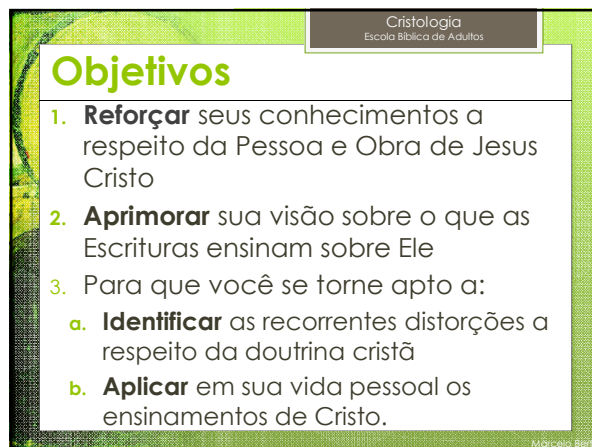 Cristologia
Escola Bíblica de Adultos
Objetivos
1. Reforçar seus conhecimentos a
respeito da Pessoa e Obra de Jesus
Cristo
2. Aprimorar sua visão sobre o que as
Escrituras ensinam sobre Ele
3. Para que você se torne apto a:
a. Identificar as recorrentes distorções a
respeito da doutrina cristã
b. Aplicar em sua vida pessoal os
ensinamentos de Cristo.
Marcelo